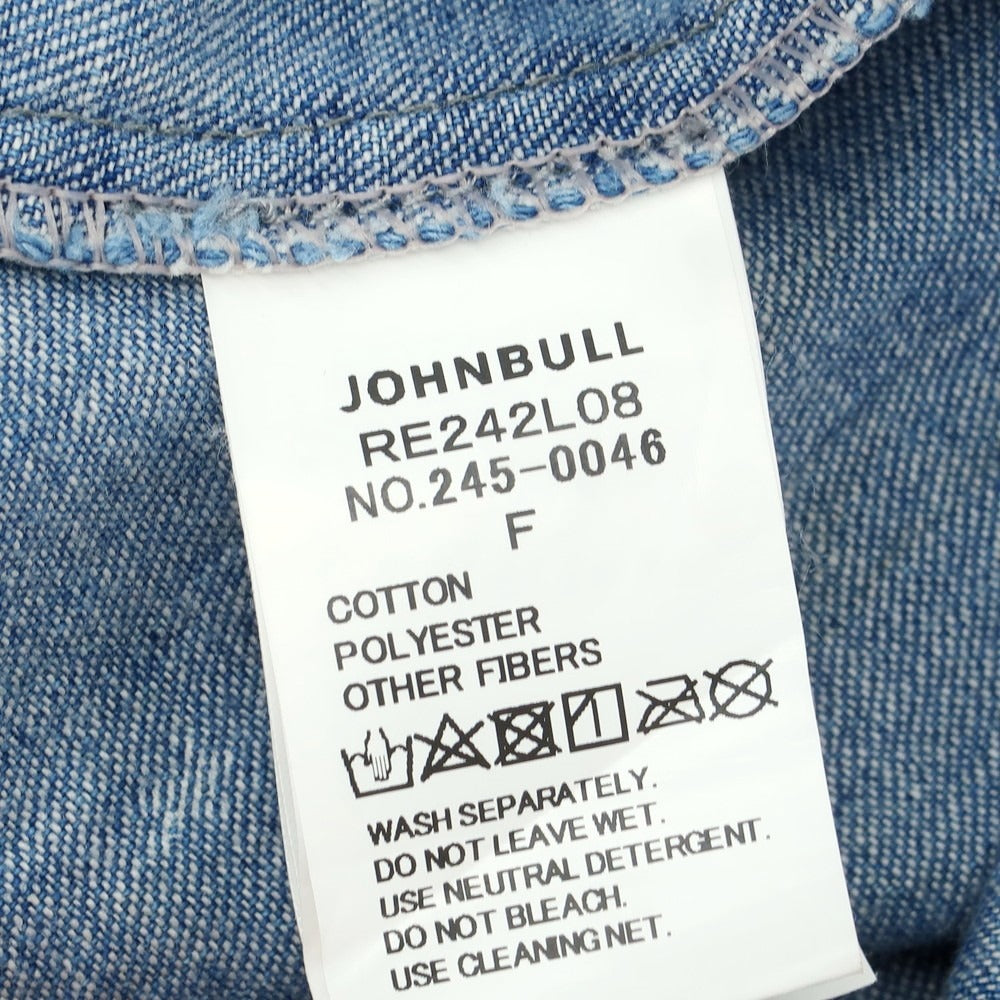 JOHNBULL
RE242L08
NO.245-0046
F
COTTON
POLYESTER
OTHER FIBERS
WASH SEPARATELY.
DO NOT LEAVE WET.
USE NEUTRAL DETERGENT.
DO NOT BLEACH.
USE CLEANING NET.